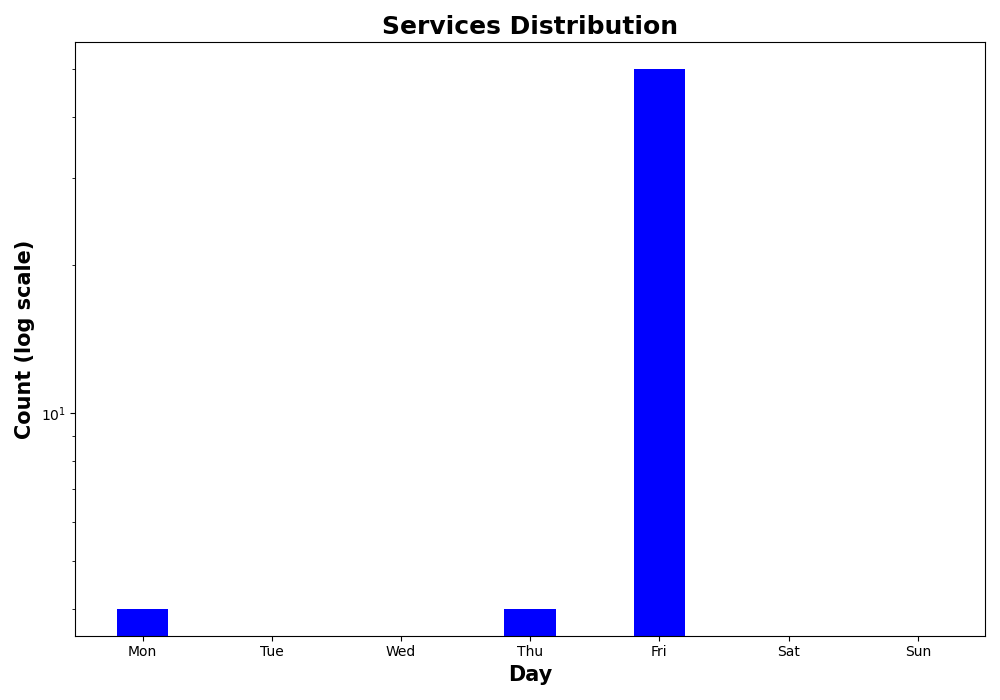 Services Distribution
Count (log scale)
10¹
Mon Tue Wed Thu Fri Sat Sun
Day